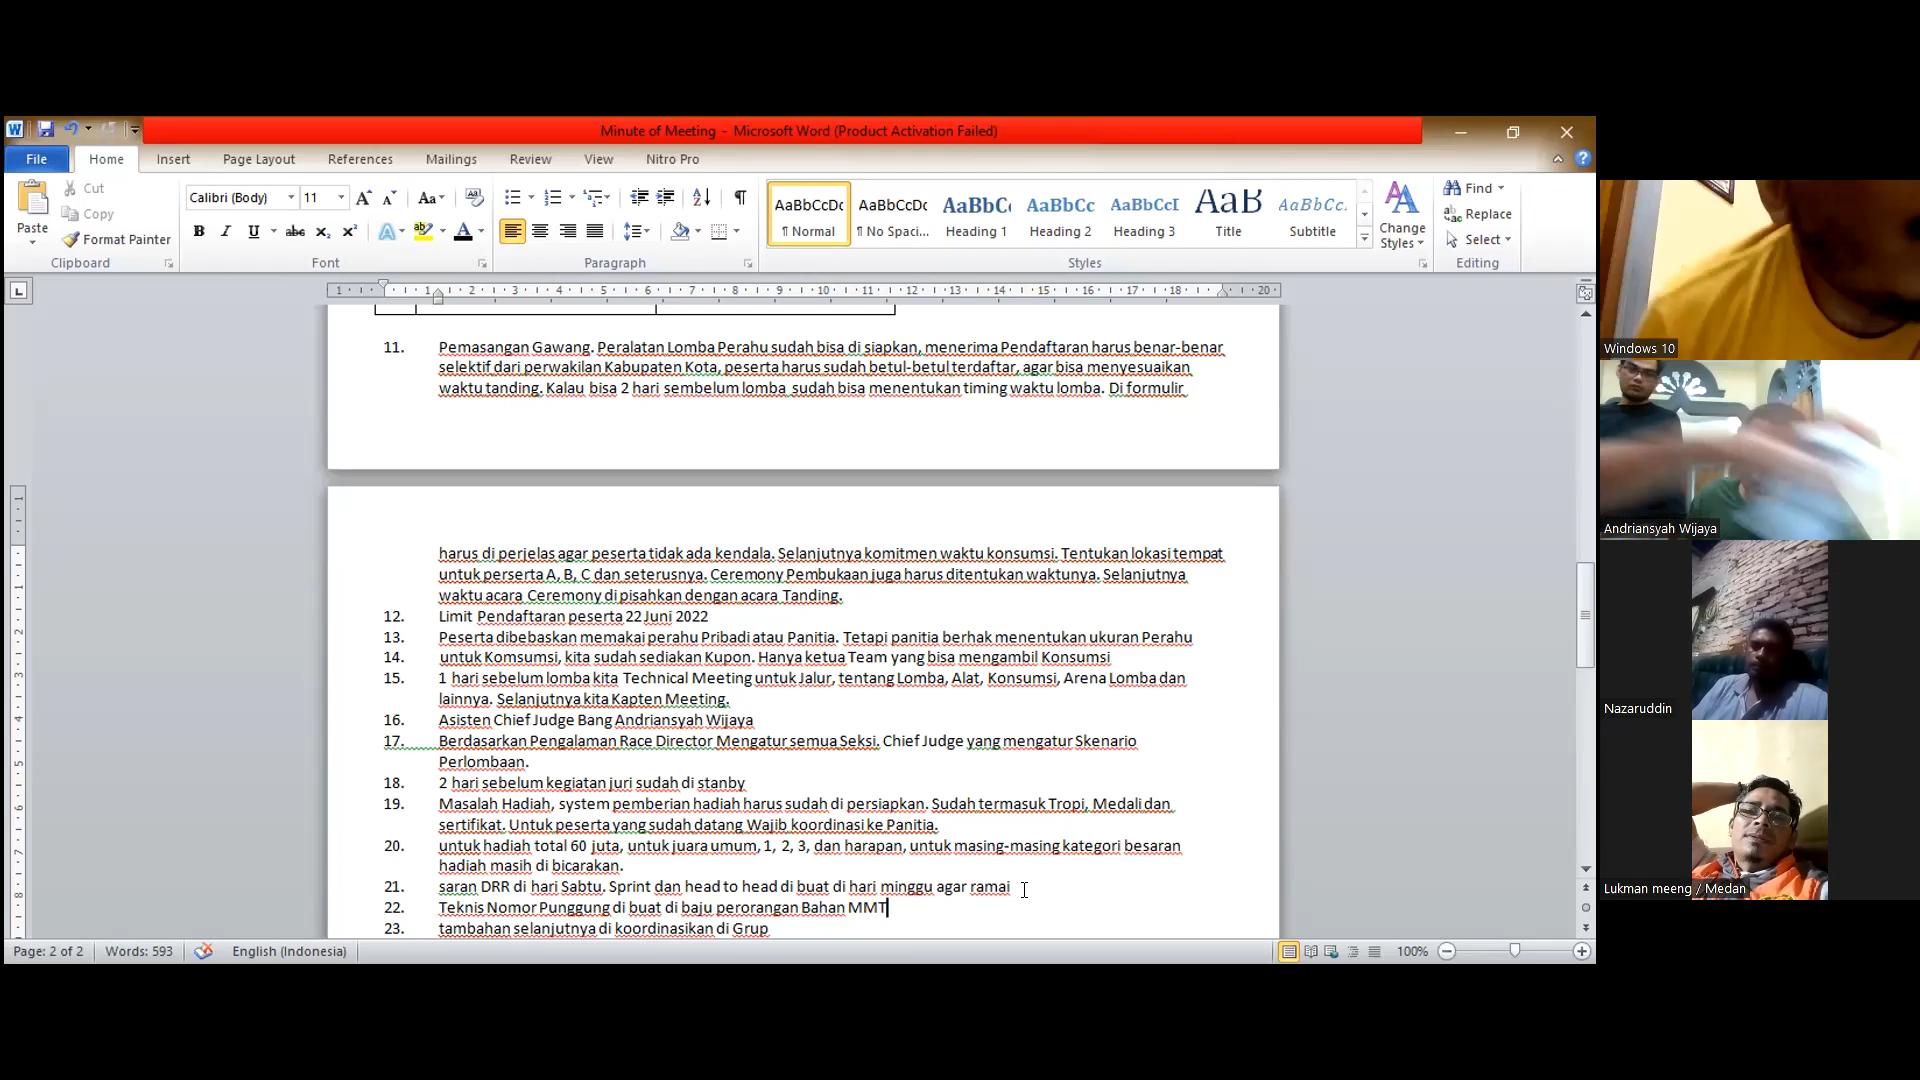 Minute of Meeting - Microsoft Word (Product Activation Failed)
File Home Insert Page Layout References Mailings Review View Nitro Pro
Paste
Cut
Copy
Format Painter
Clipboard
Calibri (Body) 11
Font
Paragraph
AaBbCcDc AaBbCcDc AaBbC AaBbCc AaBbCcI AaB AaBbCc.
¶ Normal ¶ No Spaci... Heading 1 Heading 2 Heading 3 Title Subtitle
Change Styles
Styles
Find
Replace
Select
Editing
11. Pemasangan Gawang. Peralatan Lomba Perahu sudah bisa di siapkan, menerima Pendaftaran harus benar-benar
selektif dari perwakilan Kabupaten Kota, peserta harus sudah betul-betul terdaftar, agar bisa menyesuaikan
waktu tanding. Kalau bisa 2 hari sembelum lomba sudah bisa menentukan timing waktu lomba. Di formulir
harus di perjelas agar peserta tidak ada kendala. Selanjutnya komitmen waktu konsumsi. Tentukan lokasi tempat
untuk perserta A, B, C dan seterusnya. Ceremony Pembukaan juga harus ditentukan waktunya. Selanjutnya
waktu acara Ceremony di pisahkan dengan acara Tanding.
12. Limit Pendaftaran peserta 22 Juni 2022
13. Peserta dibebaskan memakai perahu Pribadi atau Panitia. Tetapi panitia berhak menentukan ukuran Perahu
14. untuk Komsumsi, kita sudah sediakan Kupon. Hanya ketua Team yang bisa mengambil Konsumsi
15. 1 hari sebelum lomba kita Technical Meeting untuk Jalur, tentang Lomba, Alat, Konsumsi, Arena Lomba dan
lainnya. Selanjutnya kita Kapten Meeting.
16. Asisten Chief Judge Bang Andriansyah Wijaya
17. Berdasarkan Pengalaman Race Director Mengatur semua Seksi. Chief Judge yang mengatur Skenario
Perlombaan.
18. 2 hari sebelum kegiatan juri sudah di stanby
19. Masalah Hadiah, system pemberian hadiah harus sudah di persiapkan. Sudah termasuk Tropi, Medali dan
sertifikat. Untuk peserta yang sudah datang Wajib koordinasi ke Panitia.
20. untuk hadiah total 60 juta, untuk juara umum, 1, 2, 3, dan harapan, untuk masing-masing kategori besaran
hadiah masih di bicarakan.
21. saran DRR di hari Sabtu. Sprint dan head to head di buat di hari minggu agar ramai
22. Teknis Nomor Punggung di buat di baju perorangan Bahan MMT
23. tambahan selanjutnya di koordinasikan di Grup
Page: 2 of 2 Words: 593 English (Indonesia) 100%
Windows 10
Andriansyah Wijaya
Nazaruddin
Lukman meeng / Medan